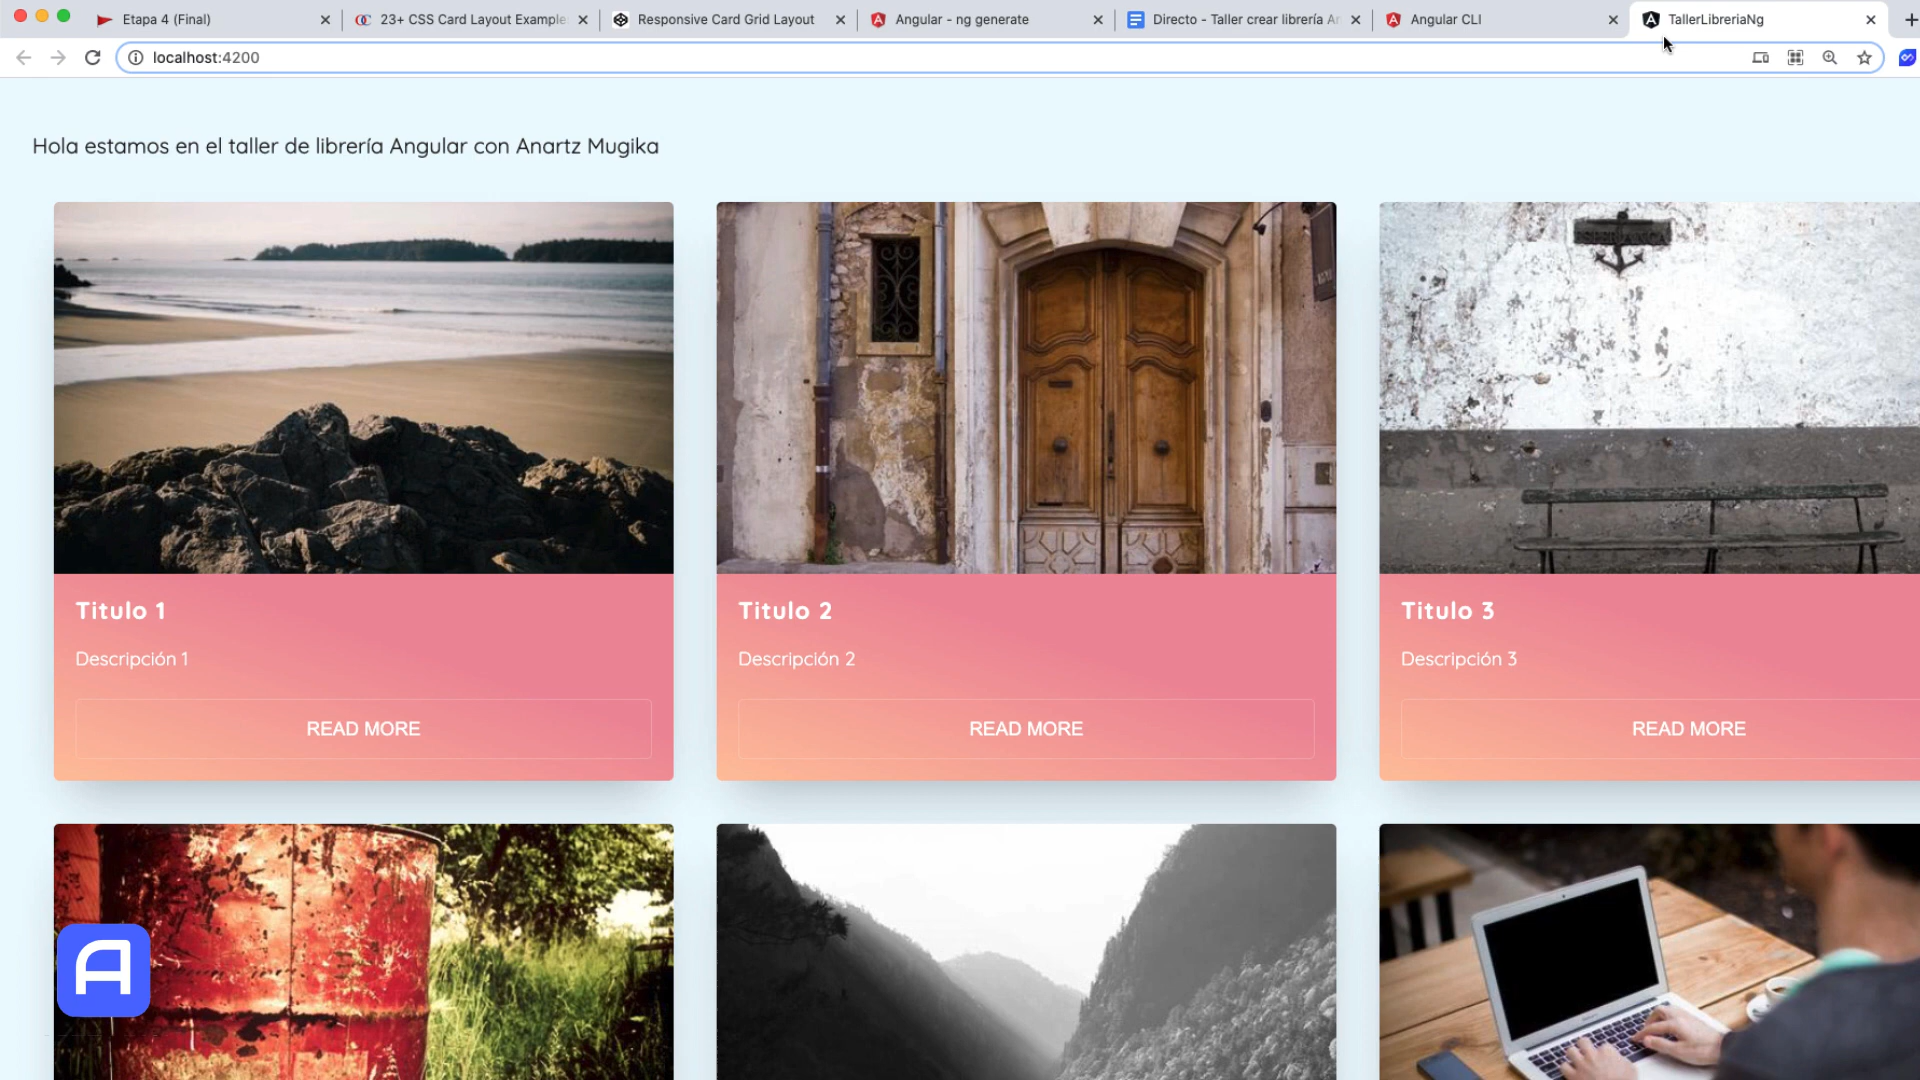 Etapa 4 (Final)
23+ CSS Card Layout Example
Responsive Card Grid Layout
Angular - ng generate
Directo - Taller crear librería An
Angular CLI
TallerLibreriaNg
localhost:4200
Hola estamos en el taller de librería Angular con Anartz Mugika
Titulo 1
Titulo 2
Titulo 3
Descripción 1
Descripción 2
Descripción 3
READ MORE
READ MORE
READ MORE